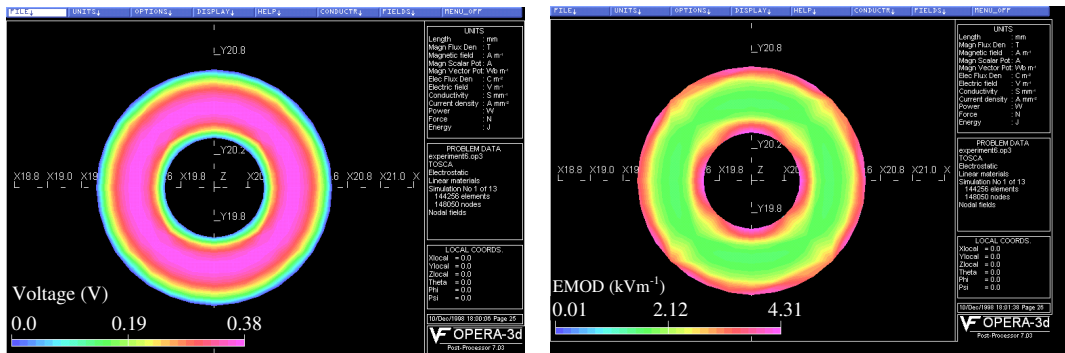 FILE↓ UNITS↓ OPTIONS↓ DISPLAY↓ HELP↓ CONDUCTR↓ FIELDS↓ MENU_OFF
Y20.8
Y20.2
X18.8 X19.0 X19.2 Z X20.8 X
Y19.8
Voltage (V)
0.0 0.19 0.38
UNITS
Length : mm
Magn Flux Den : T
Magnetic field : A m⁻¹
Magn Scalar Pot : A
Magn Vector Pot : Wb m⁻¹
Elec Flux Den : C m⁻²
Electric field : V m⁻¹
Conductivity : S mm⁻¹
Current density : A mm⁻²
Power : W
Force : N
Energy : J
PROBLEM DATA
experiment6.op3
TOSCA
Electrostatic
Linear materials
Simulation No 1 of 13
144256 elements
148050 nodes
Nodal fields
LOCAL COORDS.
Xlocal = 0.0
Ylocal = 0.0
Zlocal = 0.0
Theta = 0.0
Phi = 0.0
Psi = 0.0
10/Dec/1998 18:00:06 Page 25
VF OPERA-3d
Post-Processor 7.03
FILE↓ UNITS↓ OPTIONS↓ DISPLAY↓ HELP↓ CONDUCTR↓ FIELDS↓ MENU_OFF
Y20.8
Y20.2
X18.8 X19.0 X19.2 Z X20.8 X21.0 X
Y19.8
EMOD (kVm⁻¹)
0.01 2.12 4.31
UNITS
Length : mm
Magn Flux Den : T
Magnetic field : A m⁻¹
Magn Scalar Pot : A
Magn Vector Pot : Wb m⁻¹
Elec Flux Den : C m⁻²
Electric field : V m⁻¹
Conductivity : S mm⁻¹
Current density : A mm⁻²
Power : W
Force : N
Energy : J
PROBLEM DATA
experiment6.op3
TOSCA
Electrostatic
Linear materials
Simulation No 1 of 13
144256 elements
148050 nodes
Nodal fields
LOCAL COORDS.
Xlocal = 0.0
Ylocal = 0.0
Zlocal = 0.0
Theta = 0.0
Phi = 0.0
Psi = 0.0
10/Dec/1998 18:01:38 Page 26
VF OPERA-3d
Post-Processor 7.03